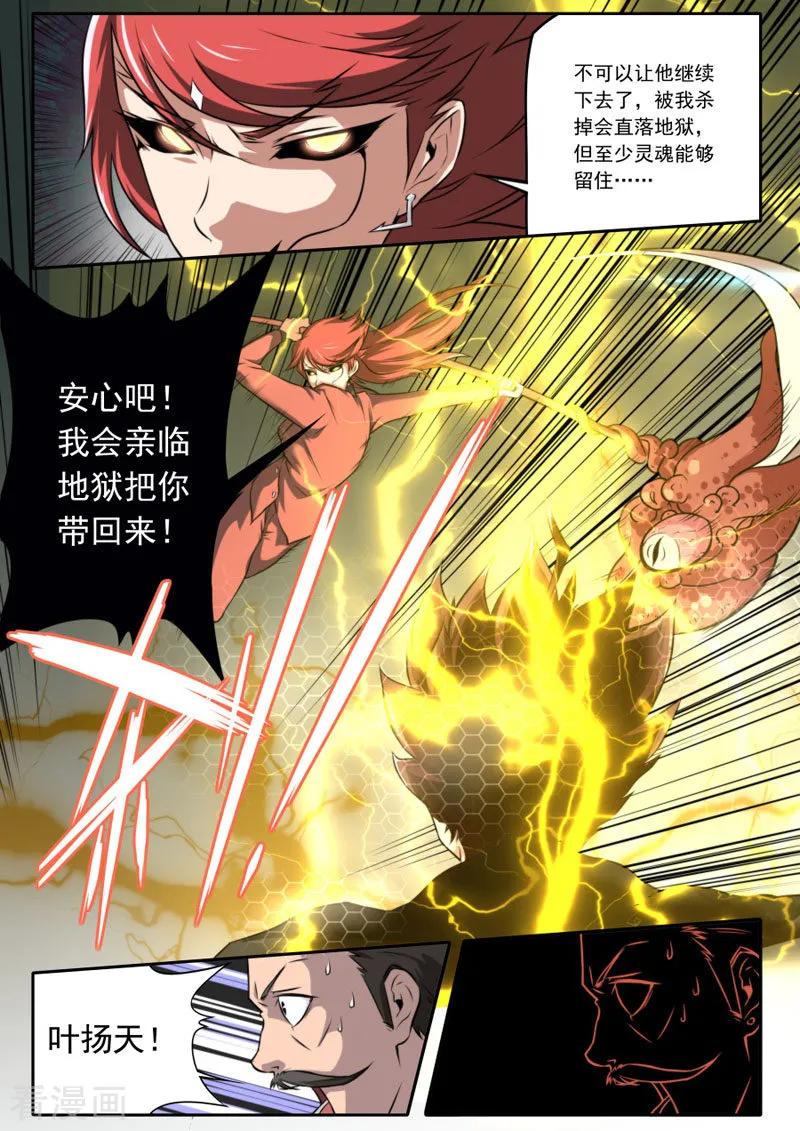 不可以让他继续
下去了，被我杀
掉会直落地狱，
但至少灵魂能够
留住……
安心吧！
我会亲临
地狱把你
带回来！
叶扬天！
看漫画